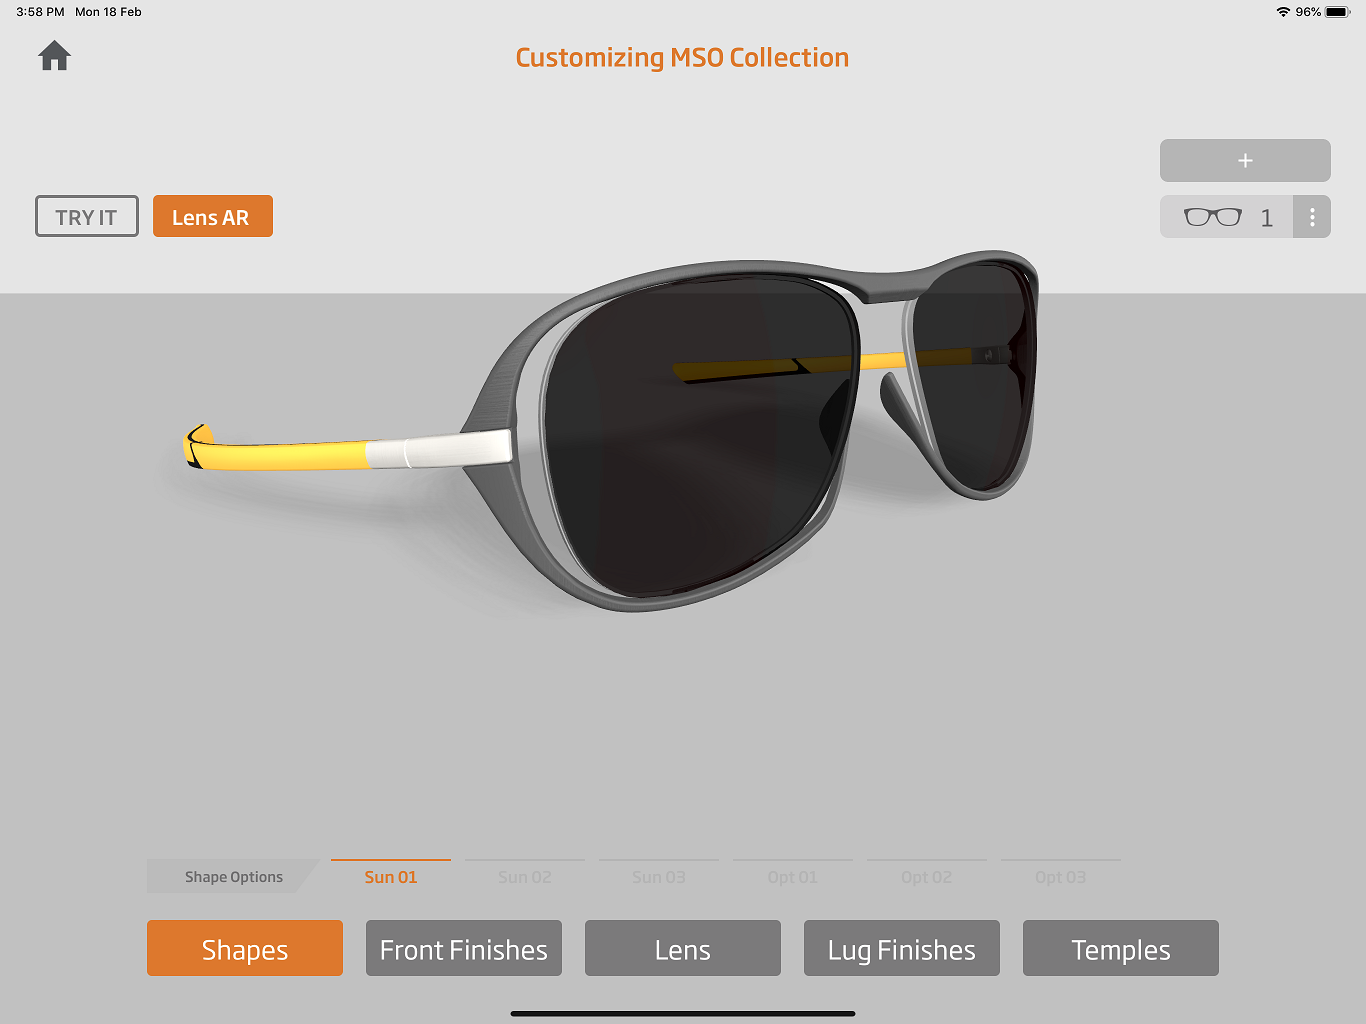 3:58 PM Mon 18 Feb
96%
Customizing MSO Collection
+
TRY IT
Lens AR
1
Shape Options
Sun 01
Sun 02
Sun 03
Opt 01
Opt 02
Opt 03
Shapes
Front Finishes
Lens
Lug Finishes
Temples